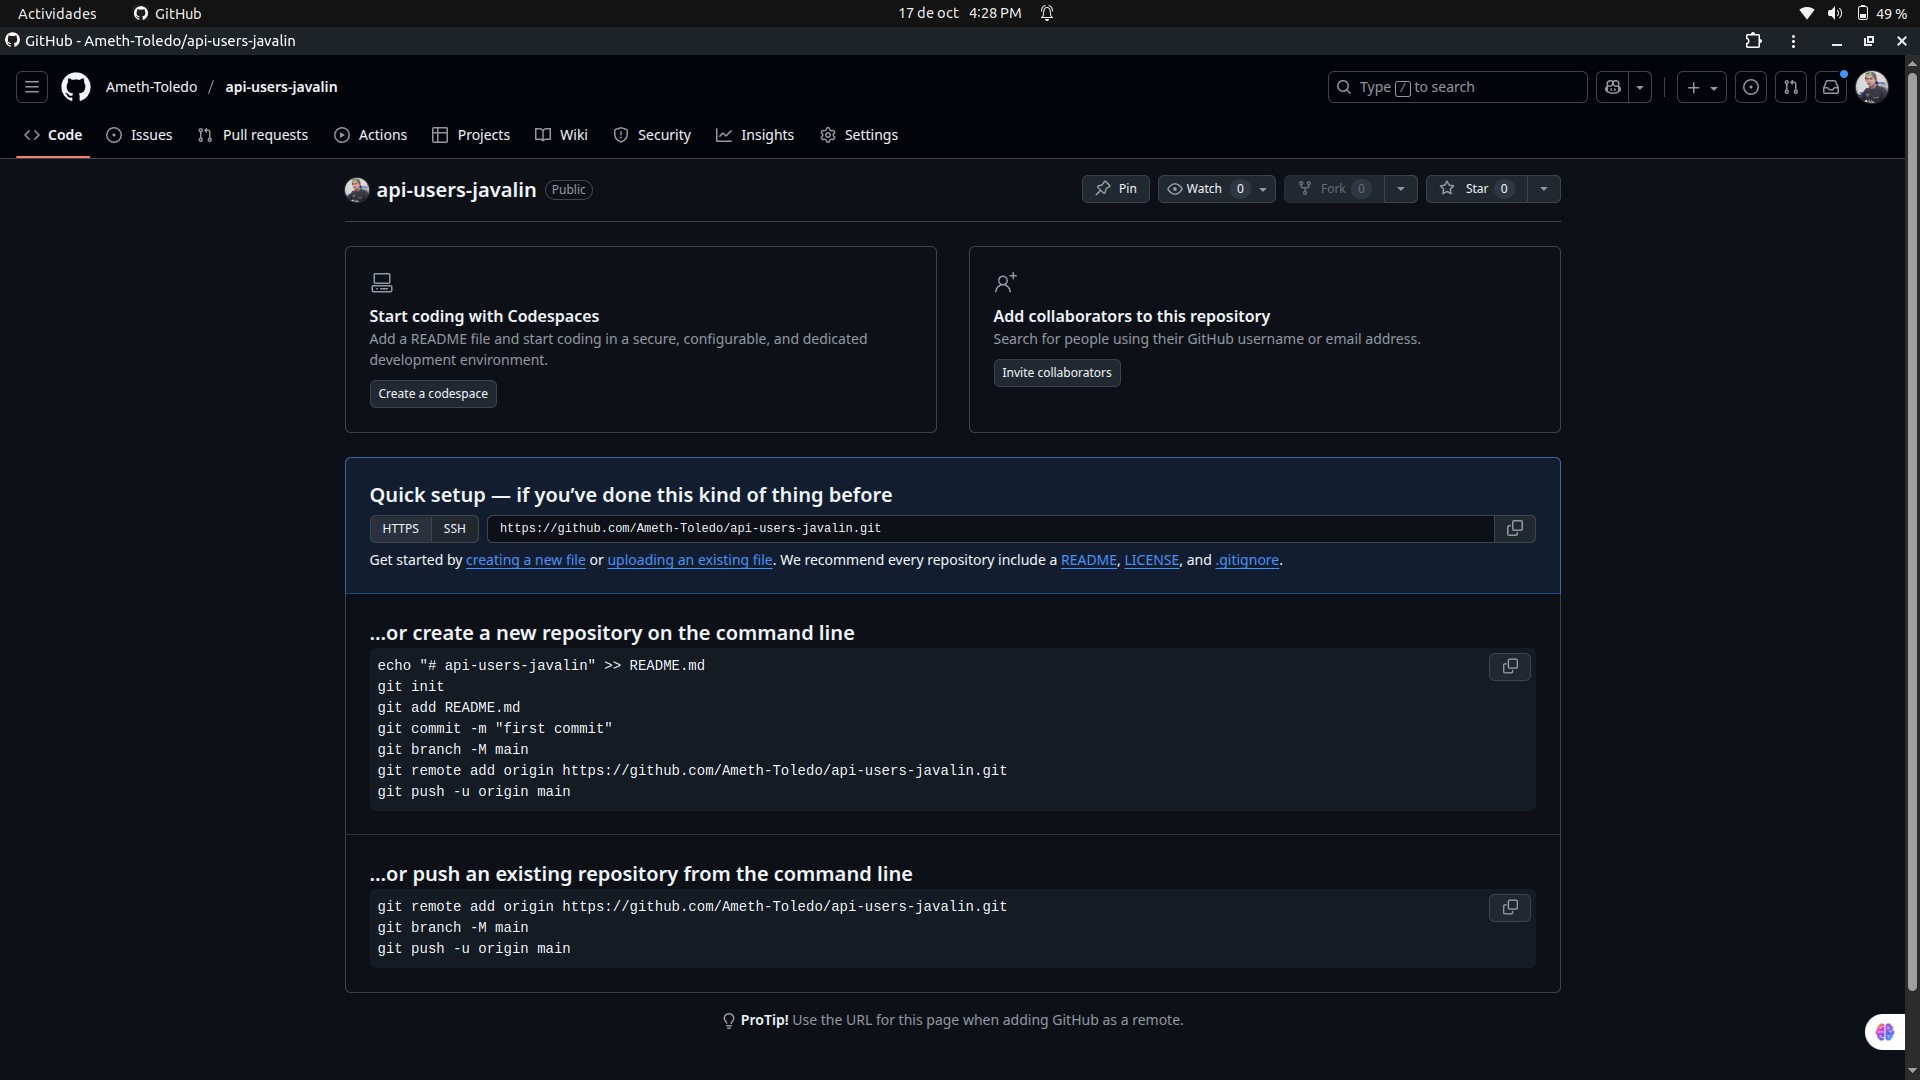 Actividades GitHub 17 de oct 4:28 PM 49 %
GitHub - Ameth-Toledo/api-users-javalin
Ameth-Toledo / api-users-javalin Type / to search
Code Issues Pull requests Actions Projects Wiki Security Insights Settings
api-users-javalin Public Pin Watch 0 Fork 0 Star 0
Start coding with Codespaces
Add a README file and start coding in a secure, configurable, and dedicated
development environment.
Create a codespace
Add collaborators to this repository
Search for people using their GitHub username or email address.
Invite collaborators
Quick setup — if you’ve done this kind of thing before
HTTPS SSH https://github.com/Ameth-Toledo/api-users-javalin.git
Get started by creating a new file or uploading an existing file. We recommend every repository include a README, LICENSE, and .gitignore.
…or create a new repository on the command line
echo "# api-users-javalin" >> README.md
git init
git add README.md
git commit -m "first commit"
git branch -M main
git remote add origin https://github.com/Ameth-Toledo/api-users-javalin.git
git push -u origin main
…or push an existing repository from the command line
git remote add origin https://github.com/Ameth-Toledo/api-users-javalin.git
git branch -M main
git push -u origin main
ProTip! Use the URL for this page when adding GitHub as a remote.